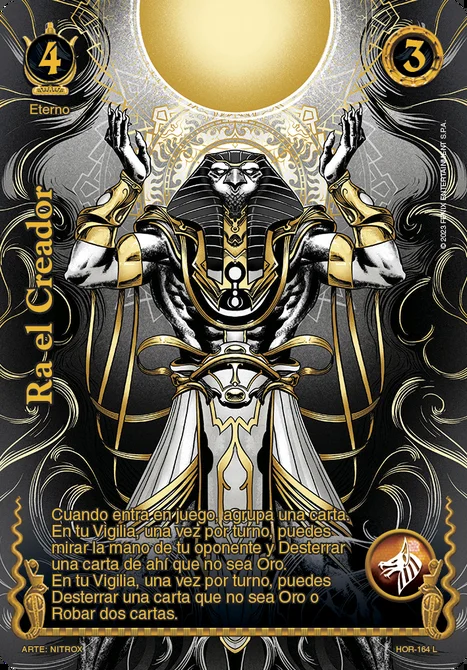 4
3
Eterno
Ra el Creador
© 2023 FENIX ENTERTAINMENT S.P.A.
Cuando entra en juego, agrupa una carta.
En tu Vigilia, una vez por turno, puedes
mirar la mano de tu oponente y Desterrar
una carta de ahí que no sea Oro.
En tu Vigilia, una vez por turno, puedes
Desterrar una carta que no sea Oro o
Robar dos cartas.
ARTE: NITROX
HOR-164 L